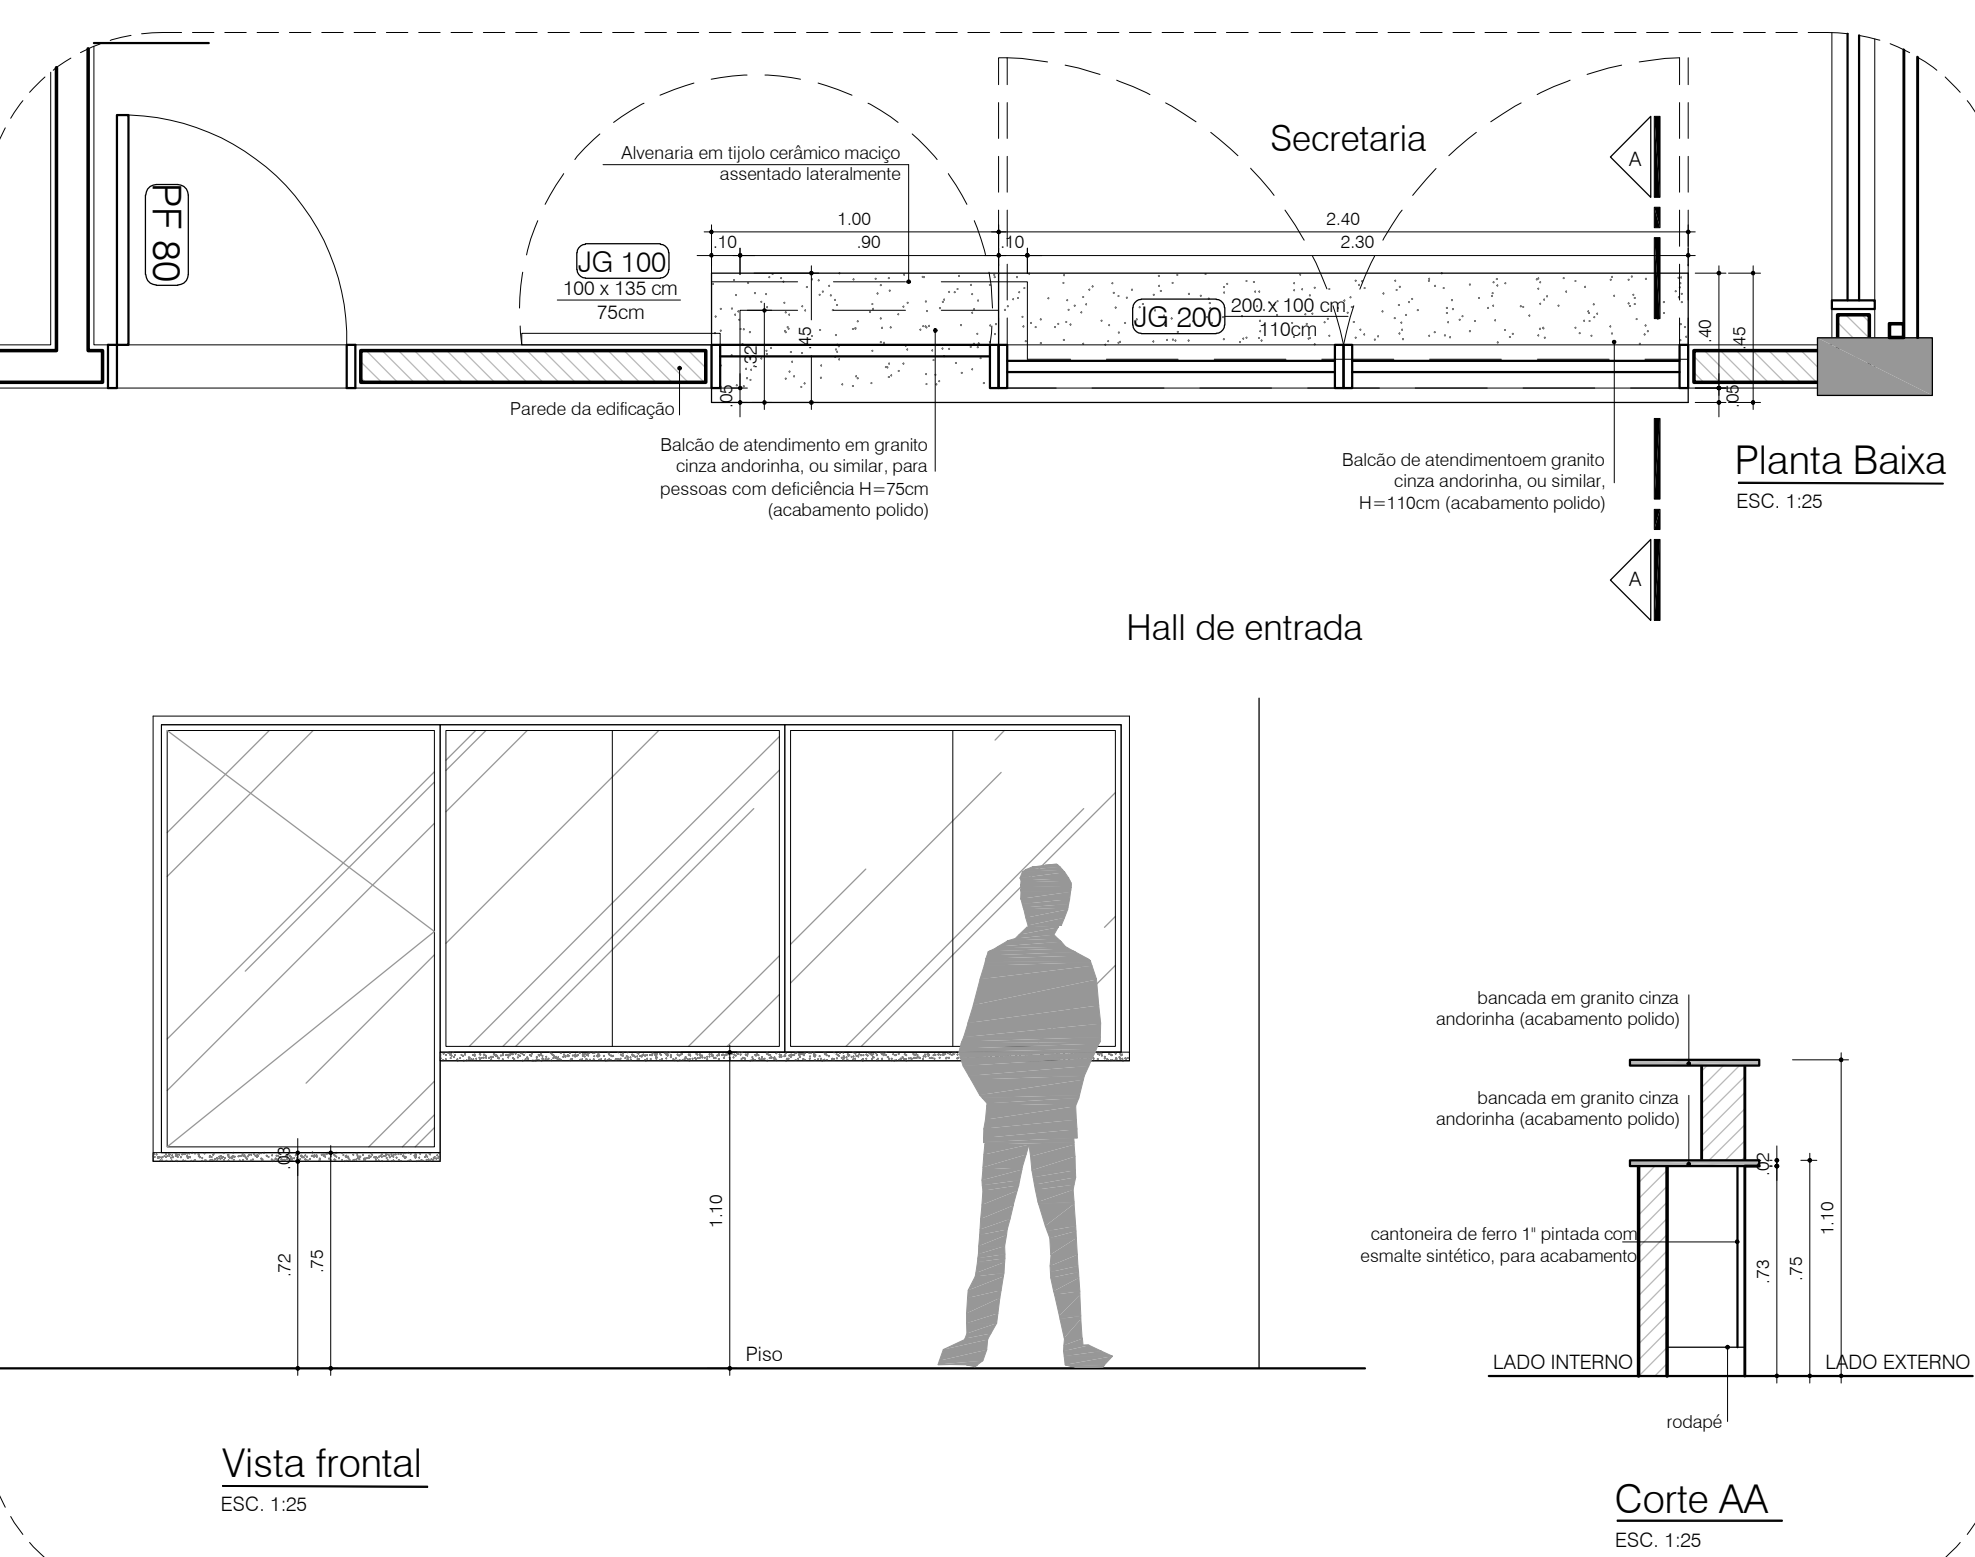 Secretaria
A
Alvenaria em tijolo cerâmico maciço
assentado lateralmente
PF 80
1.00
2.40
.10
.90
.10
2.30
JG 100
100 x 135 cm
75cm
JG 200
200 x 100 cm
110cm
.45
.32
.05
.40
.45
.05
Parede da edificação
Balcão de atendimento em granito
cinza andorinha, ou similar, para
pessoas com deficiência H=75cm
(acabamento polido)
Balcão de atendimentoem granito
cinza andorinha, ou similar,
H=110cm (acabamento polido)
Planta Baixa
ESC. 1:25
A
Hall de entrada
.03
.72
.75
1.10
Piso
Vista frontal
ESC. 1:25
bancada em granito cinza
andorinha (acabamento polido)
bancada em granito cinza
andorinha (acabamento polido)
.02
cantoneira de ferro 1" pintada com
esmalte sintético, para acabamento
.73
.75
1.10
LADO INTERNO
LADO EXTERNO
rodapé
Corte AA
ESC. 1:25